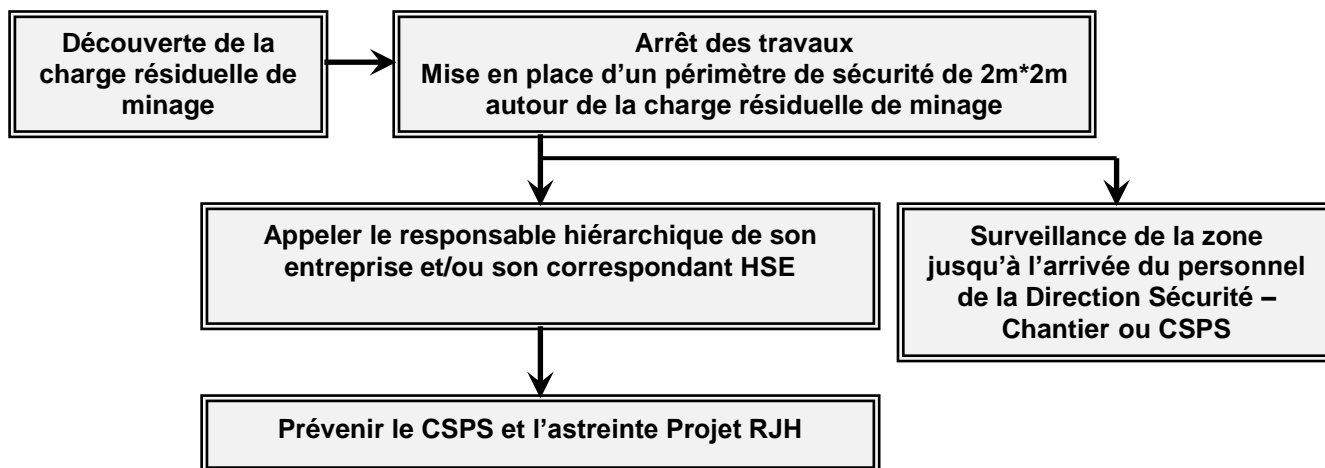 Découverte de la
charge résiduelle de
minage
Arrêt des travaux
Mise en place d’un périmètre de sécurité de 2m*2m
autour de la charge résiduelle de minage
Appeler le responsable hiérarchique de son
entreprise et/ou son correspondant HSE
Surveillance de la zone
jusqu’à l’arrivée du personnel
de la Direction Sécurité –
Chantier ou CSPS
Prévenir le CSPS et l’astreinte Projet RJH